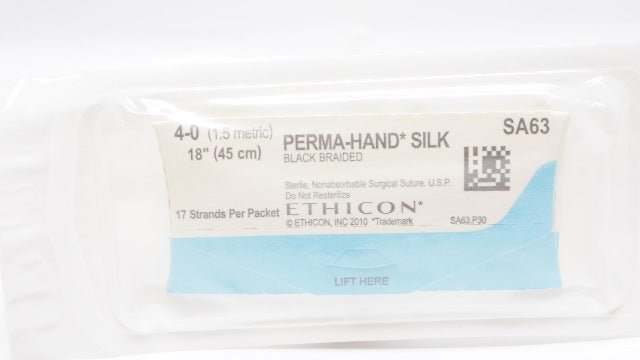 4-0 (1.5 metric)
18" (45 cm)
PERMA-HAND* SILK
BLACK BRAIDED
SA63
Sterile, Nonabsorbable Surgical Suture, U.S.P.
Do Not Resterilize
17 Strands Per Packet
ETHICON*
© ETHICON, INC 2010 *Trademark
SA63.P30
LIFT HERE